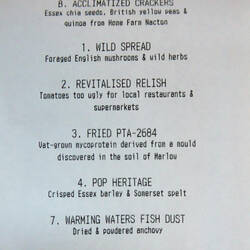 B. ACCLIMATIZED CRACKERS
Essex chia seeds, British yellow peas &
quinoa from Home Farm Nacton
1. WILD SPREAD
Foraged English mushrooms & wild herbs
2. REVITALISED RELISH
Tomatoes too ugly for local restaurants &
supermarkets
3. FRIED PTA-2684
Vat-grown mycoprotein derived from a mould
discovered in the soil of Marlow
4. POP HERITAGE
Crisped Essex barley & Somerset spelt
7. WARMING WATERS FISH DUST
Dried & powdered anchovy